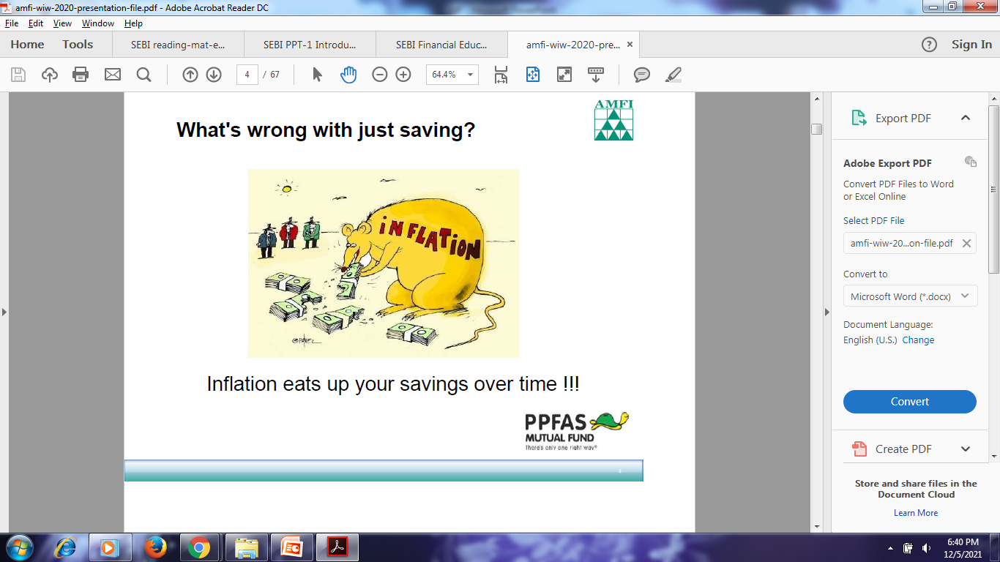 amfi-wiw-2020-presentation-file.pdf - Adobe Acrobat Reader DC
File Edit View Window Help
Home Tools SEBI reading-mat-e... SEBI PPT-1 Introdu... SEBI Financial Educ... amfi-wiw-2020-pre... × Sign In
4 / 67 64.4%
AMFI
What's wrong with just saving?
INFLATION
©PAVEL
Inflation eats up your savings over time !!!
PPFAS
MUTUAL FUND
There's only one right way®
4
Export PDF
Adobe Export PDF
Convert PDF Files to Word
or Excel Online
Select PDF File
amfi-wiw-20...on-file.pdf
Convert to
Microsoft Word (*.docx)
Document Language:
English (U.S.) Change
Convert
Create PDF
Store and share files in the
Document Cloud
Learn More
6:40 PM
12/5/2021